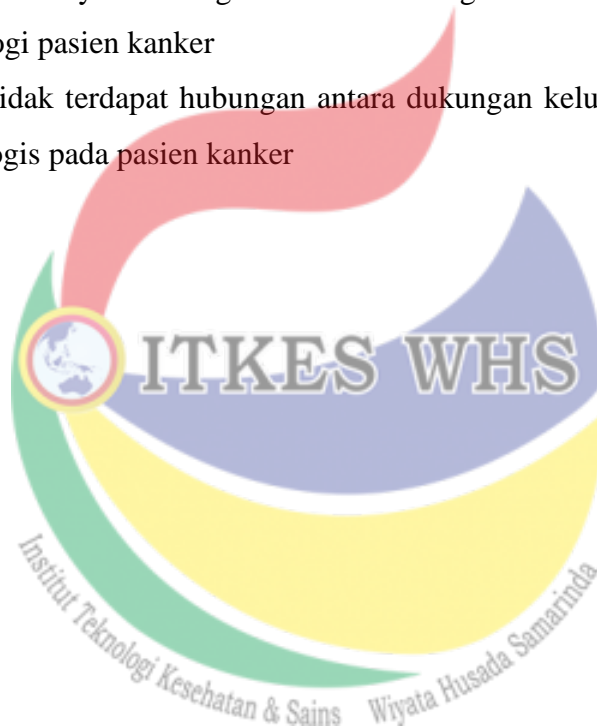 ogi pasien kanker
idak terdapat hubungan antara dukungan kelu
ogis pada pasien kanker
ITKES WHS
Institut Teknologi Kesehatan & Sains Wiyata Husada Samarinda